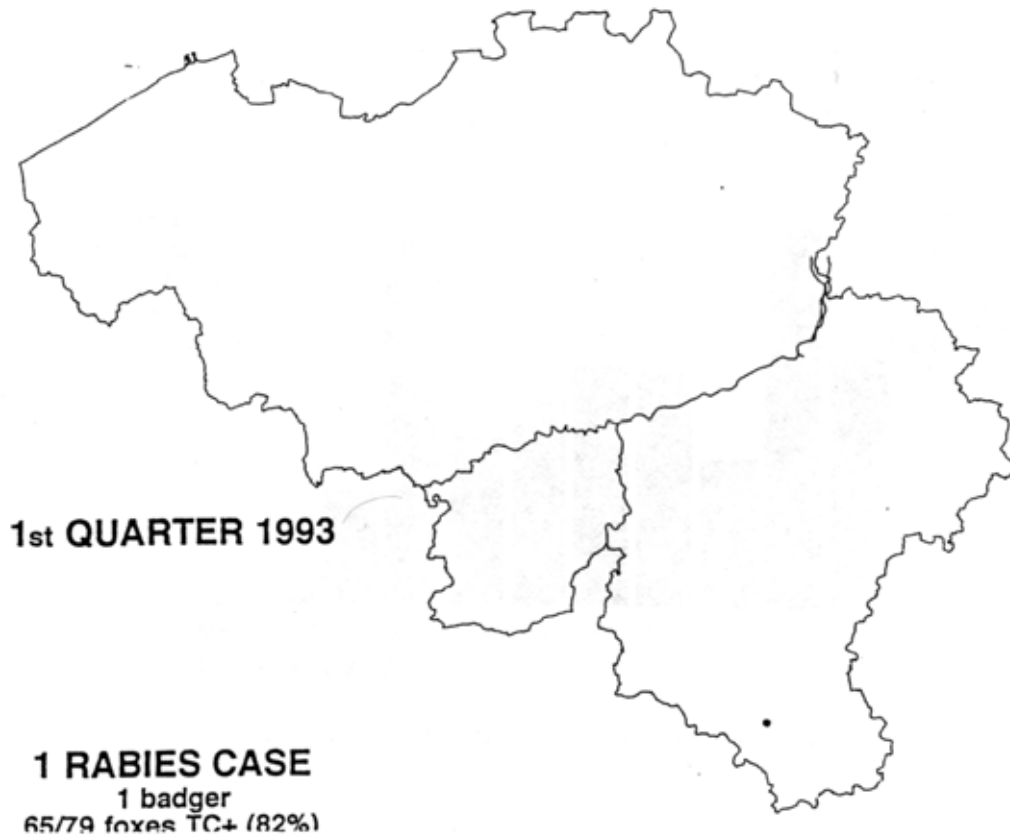 1st QUARTER 1993
1 RABIES CASE
1 badger
65/79 foxes TC+ (82%)